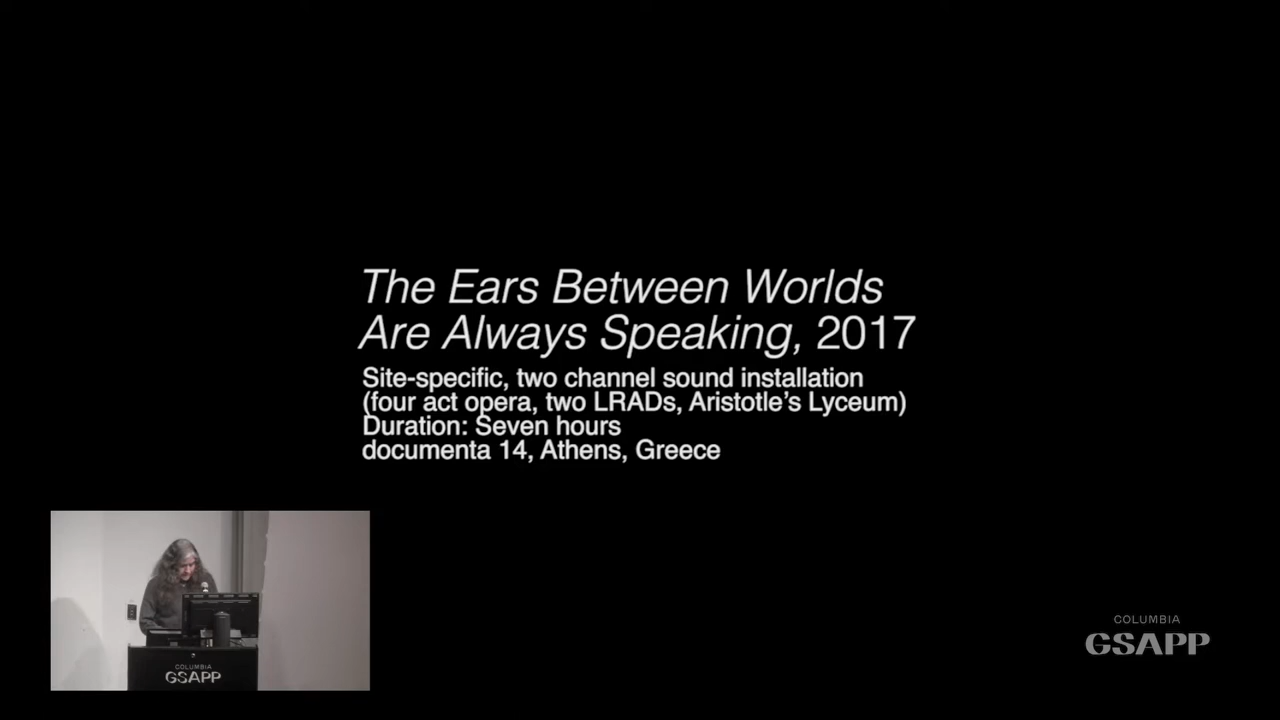 The Ears Between Worlds
Are Always Speaking, 2017
Site-specific, two channel sound installation
(four act opera, two LRADs, Aristotle’s Lyceum)
Duration: Seven hours
documenta 14, Athens, Greece
COLUMBIA
GSAPP
COLUMBIA
GSAPP